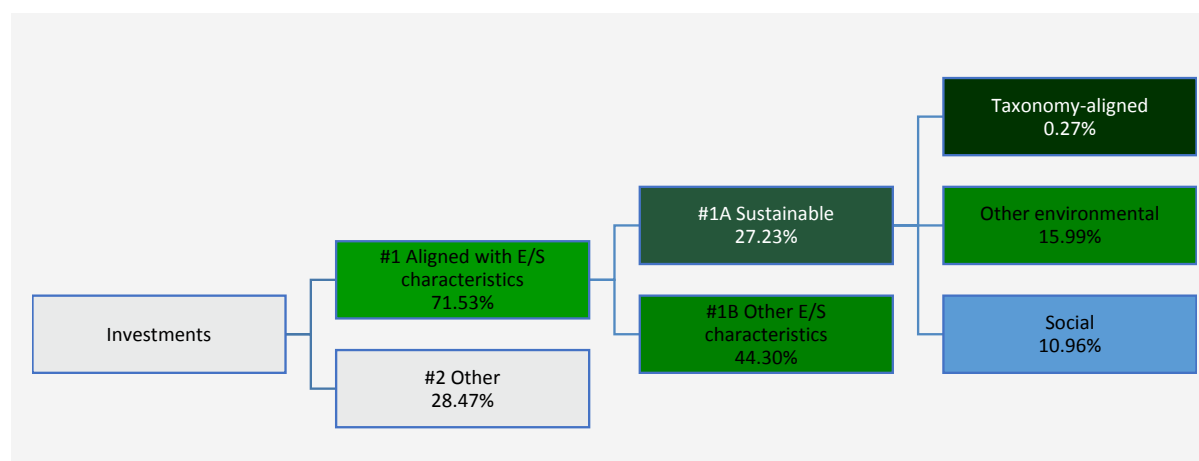 Investments
#1 Aligned with E/S
characteristics
71.53%
#2 Other
28.47%
#1A Sustainable
27.23%
#1B Other E/S
characteristics
44.30%
Taxonomy-aligned
0.27%
Other environmental
15.99%
Social
10.96%